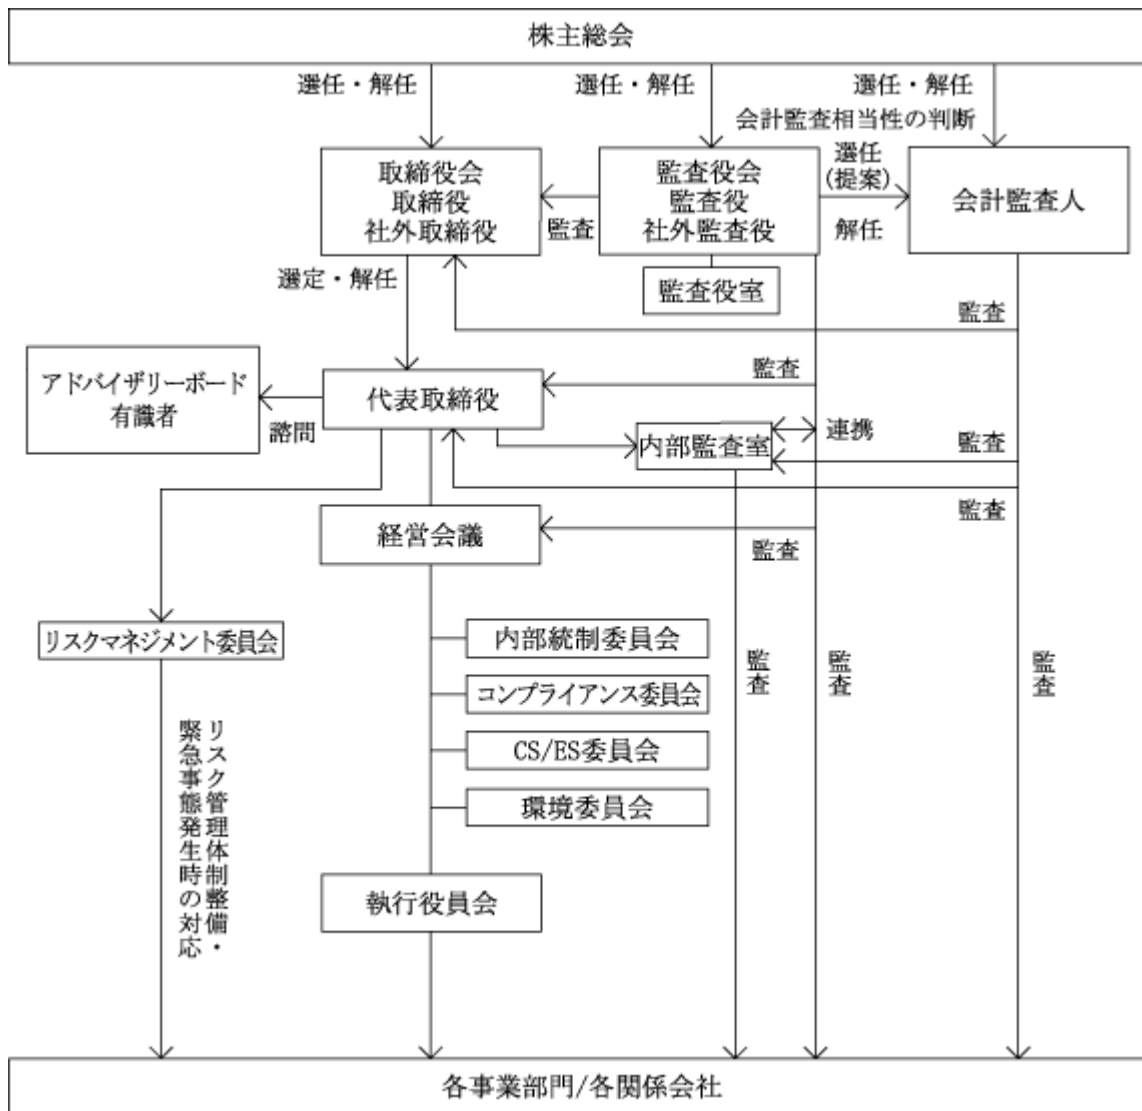 株主総会
選任・解任
選任・解任
選任・解任
会計監査相当性の判断
取締役会
取締役
社外取締役
監査
監査役会
監査役
社外監査役
選任
(提案)
解任
会計監査人
選定・解任
監査役室
監査
アドバイザリーボード
有識者
諮問
代表取締役
監査
内部監査室
連携
監査
監査
経営会議
監査
リスクマネジメント委員会
内部統制委員会
コンプライアンス委員会
CS/ES委員会
環境委員会
監査
監査
監査
リスク管理体制整備・
緊急事態発生時の対応
執行役員会
各事業部門/各関係会社